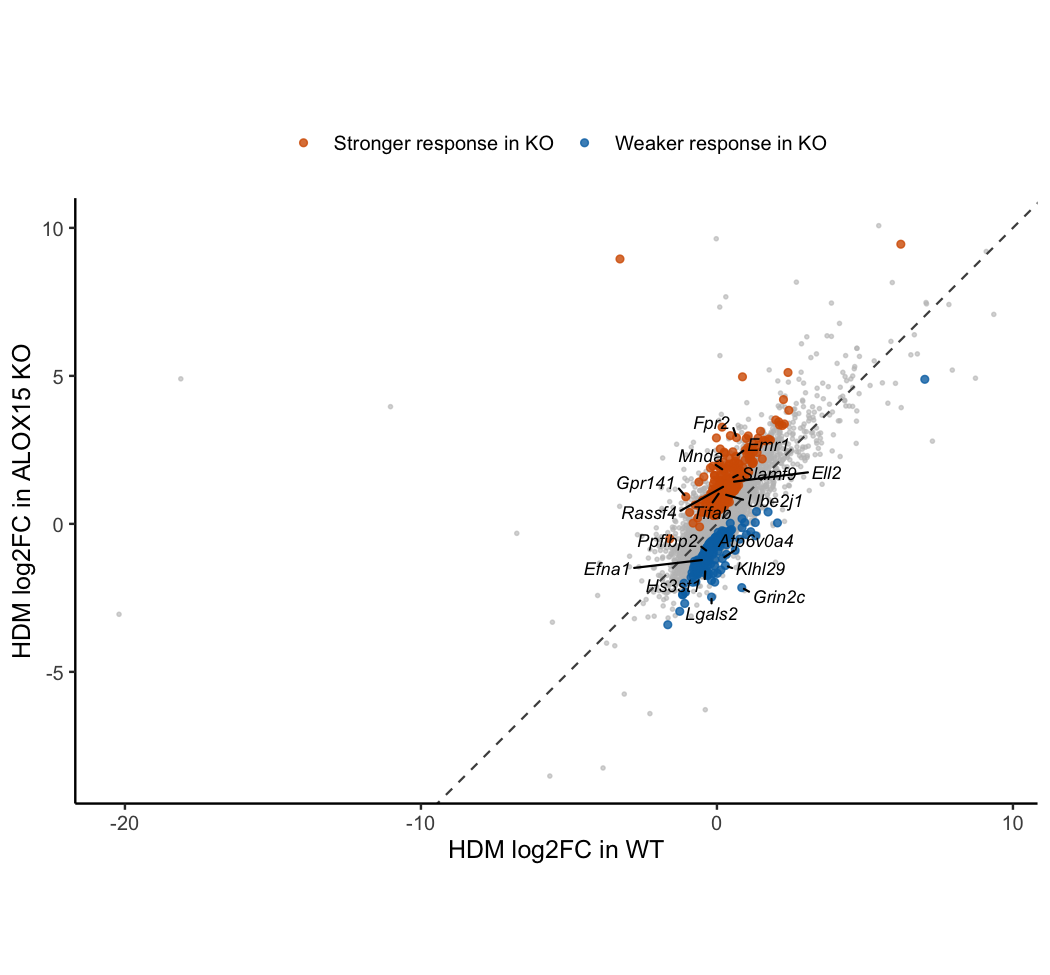 Stronger response in KO
Weaker response in KO
10
5
0
-5
HDM log2FC in ALOX15 KO
Fpr2
Emr1
Mnda
Slamf9
Ell2
Gpr141
Ube2j1
Rassf4
Tifab
Ppfibp2
Atp6v0a4
Efna1
Klhl29
Hs3st1
Grin2c
Lgals2
-20
-10
0
10
HDM log2FC in WT